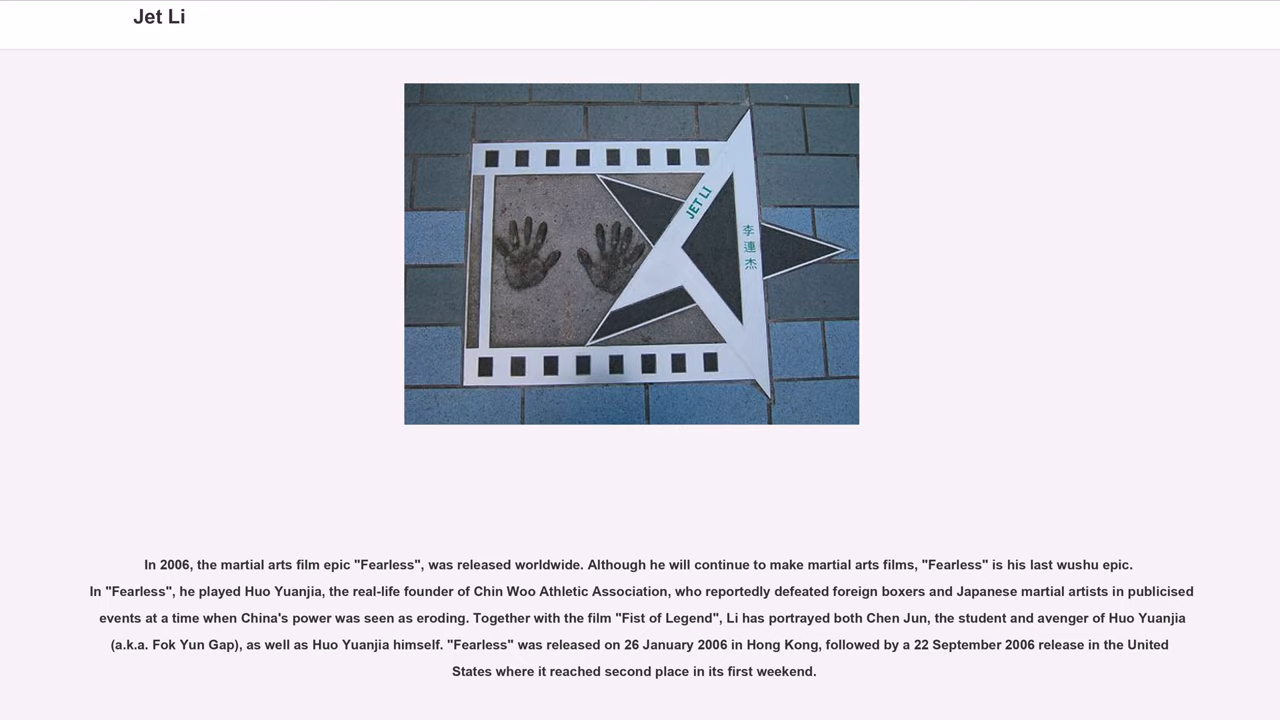 Jet Li
JET LI
李
連
杰
In 2006, the martial arts film epic "Fearless", was released worldwide. Although he will continue to make martial arts films, "Fearless" is his last wushu epic.
In "Fearless", he played Huo Yuanjia, the real-life founder of Chin Woo Athletic Association, who reportedly defeated foreign boxers and Japanese martial artists in publicised
events at a time when China's power was seen as eroding. Together with the film "Fist of Legend", Li has portrayed both Chen Jun, the student and avenger of Huo Yuanjia
(a.k.a. Fok Yun Gap), as well as Huo Yuanjia himself. "Fearless" was released on 26 January 2006 in Hong Kong, followed by a 22 September 2006 release in the United
States where it reached second place in its first weekend.